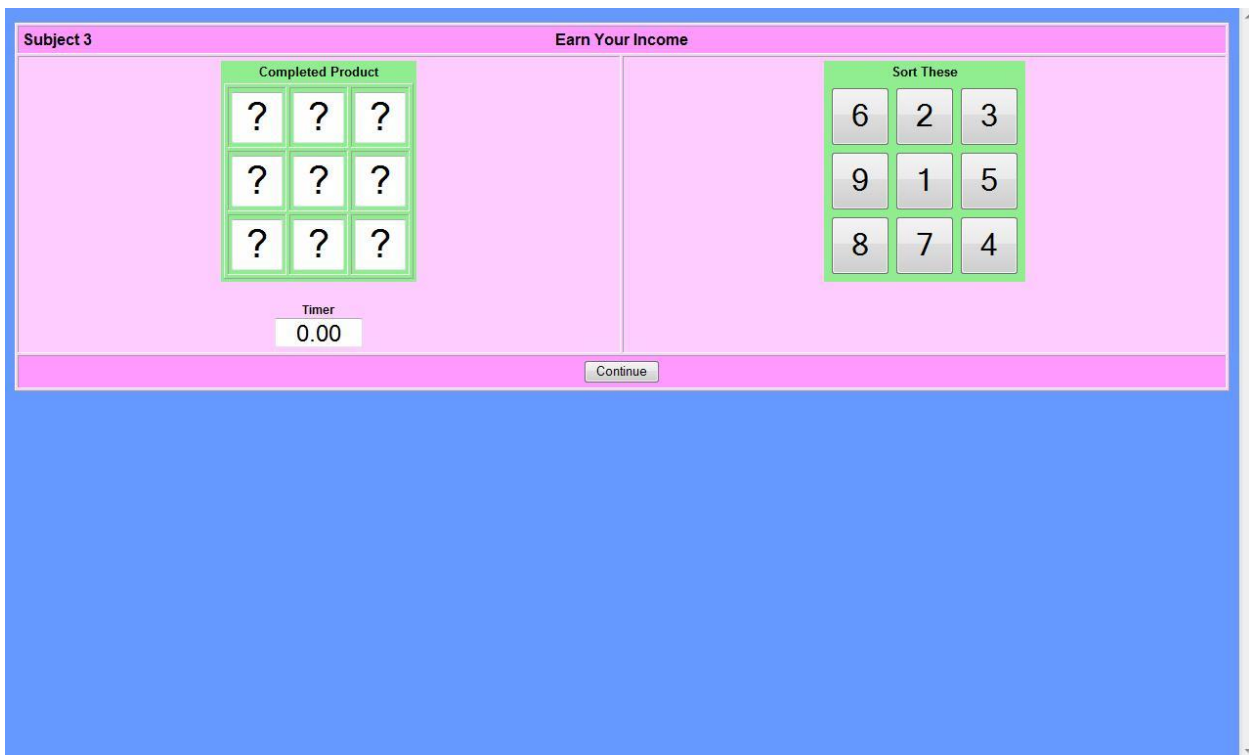 Subject 3 Earn Your Income
Completed Product
? ? ?
? ? ?
? ? ?
Timer
0.00
Sort These
6 2 3
9 1 5
8 7 4
Continue